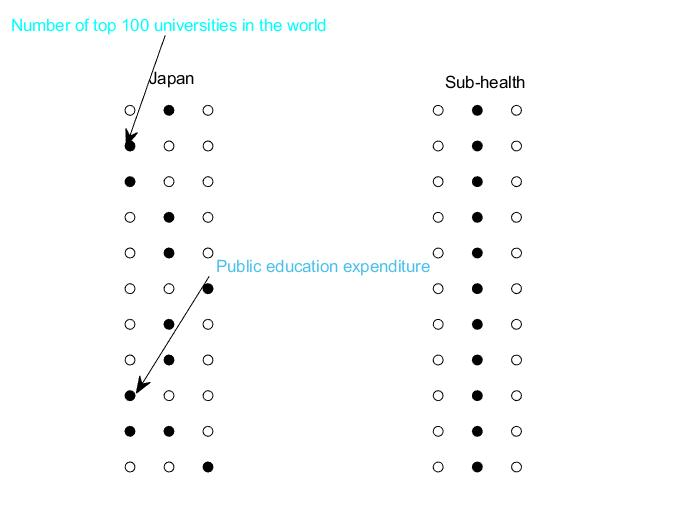 Number of top 100 universities in the world
Japan
Sub-health
Public education expenditure